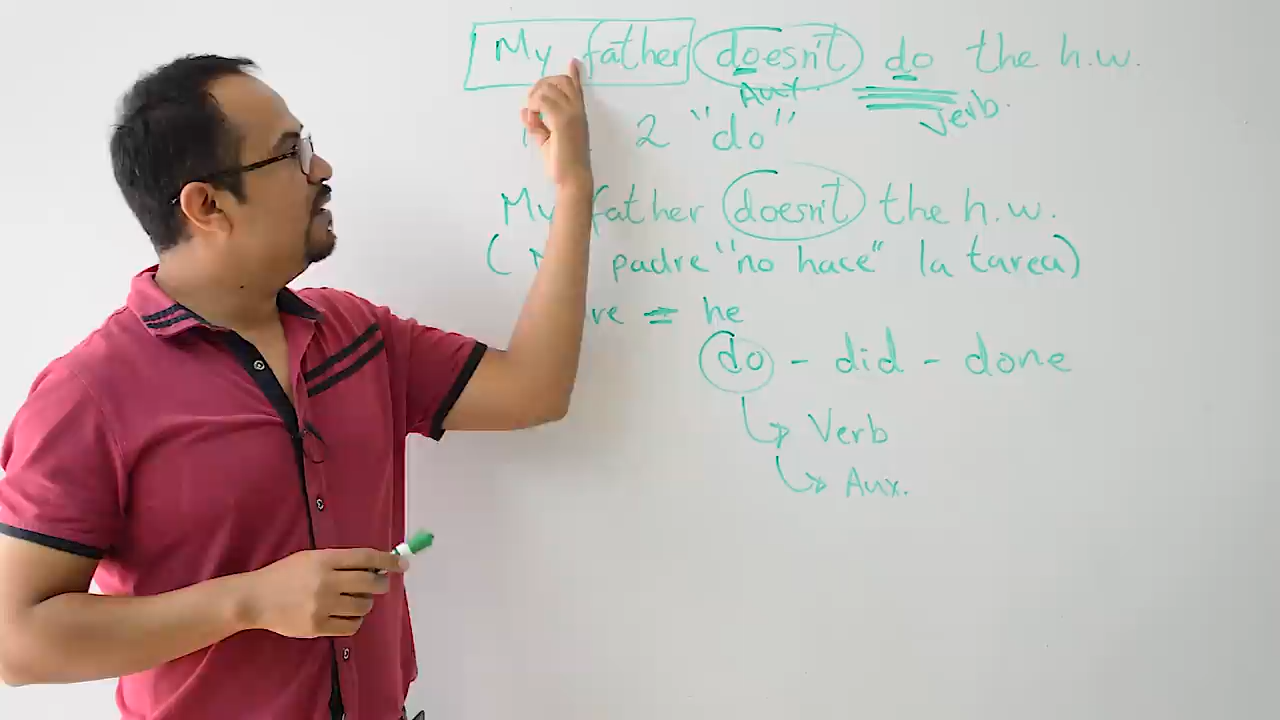 My father doesn't do the h.w.
Aux. Verb.
2 "do"
My father doesn't the h.w.
( padre "no hace" la tarea)
= he
do - did - done
Verb
Aux.